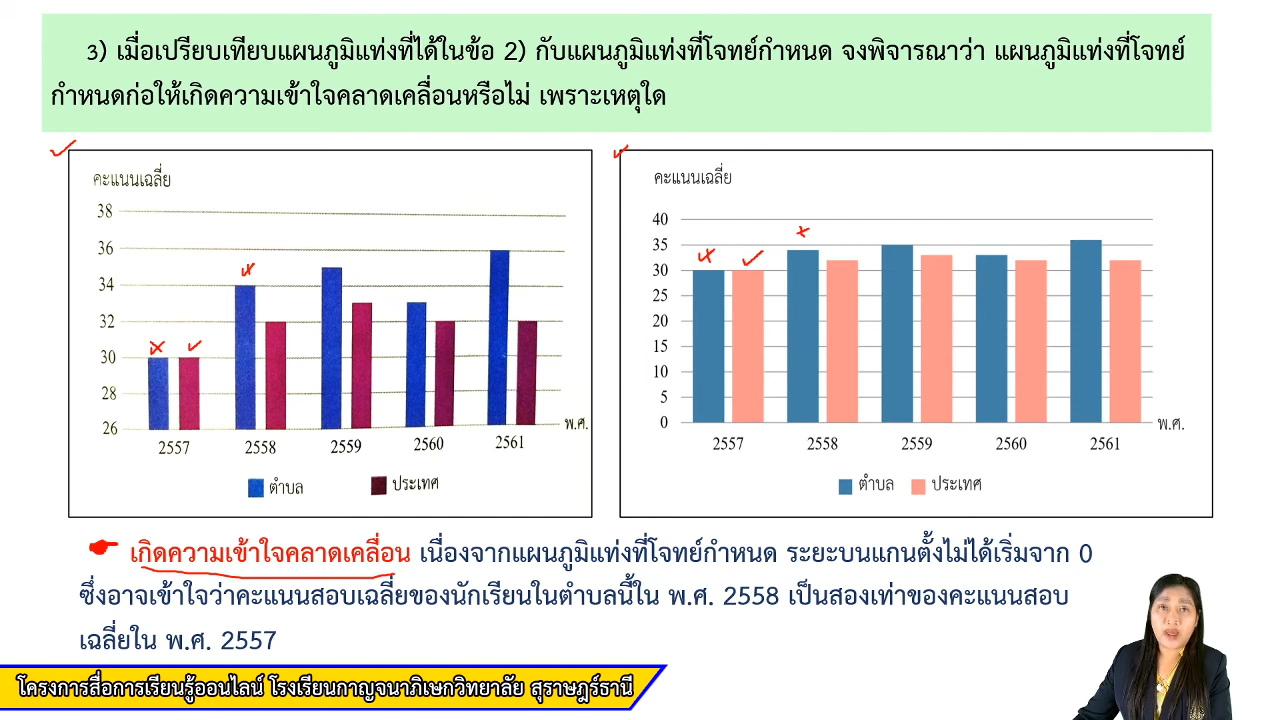 3) เมื่อเปรียบเทียบแผนภูมิแท่งที่ได้ในข้อ 2) กับแผนภูมิแท่งที่โจทย์กำหนด จงพิจารณาว่า แผนภูมิแท่งที่โจทย์
กำหนดก่อให้เกิดความเข้าใจคลาดเคลื่อนหรือไม่ เพราะเหตุใด
คะแนนเฉลี่ย
38
36
34
32
30
28
26
2557 2558 2559 2560 2561 พ.ศ.
ตำบล ประเทศ
คะแนนเฉลี่ย
40
35
30
25
20
15
10
5
0
2557 2558 2559 2560 2561 พ.ศ.
ตำบล ประเทศ
เกิดความเข้าใจคลาดเคลื่อน เนื่องจากแผนภูมิแท่งที่โจทย์กำหนด ระยะบนแกนตั้งไม่ได้เริ่มจาก 0
ซึ่งอาจเข้าใจว่าคะแนนสอบเฉลี่ยของนักเรียนในตำบลนี้ใน พ.ศ. 2558 เป็นสองเท่าของคะแนนสอบ
เฉลี่ยใน พ.ศ. 2557
โครงการสื่อการเรียนรู้ออนไลน์ โรงเรียนกาญจนาภิเษกวิทยาลัย สุราษฎร์ธานี